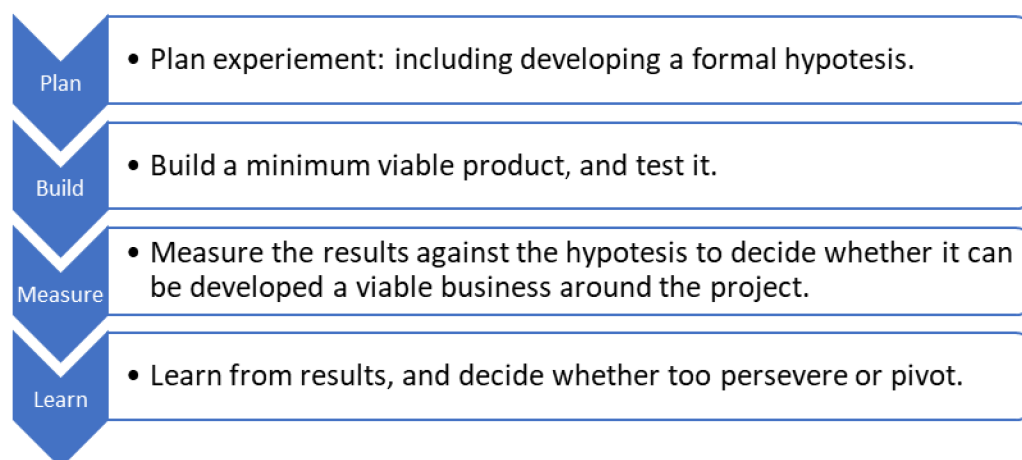 Plan
• Plan experiement: including developing a formal hypotesis.
Build
• Build a minimum viable product, and test it.
Measure
• Measure the results against the hypotesis to decide whether it can
be developed a viable business around the project.
Learn
• Learn from results, and decide whether too persevere or pivot.